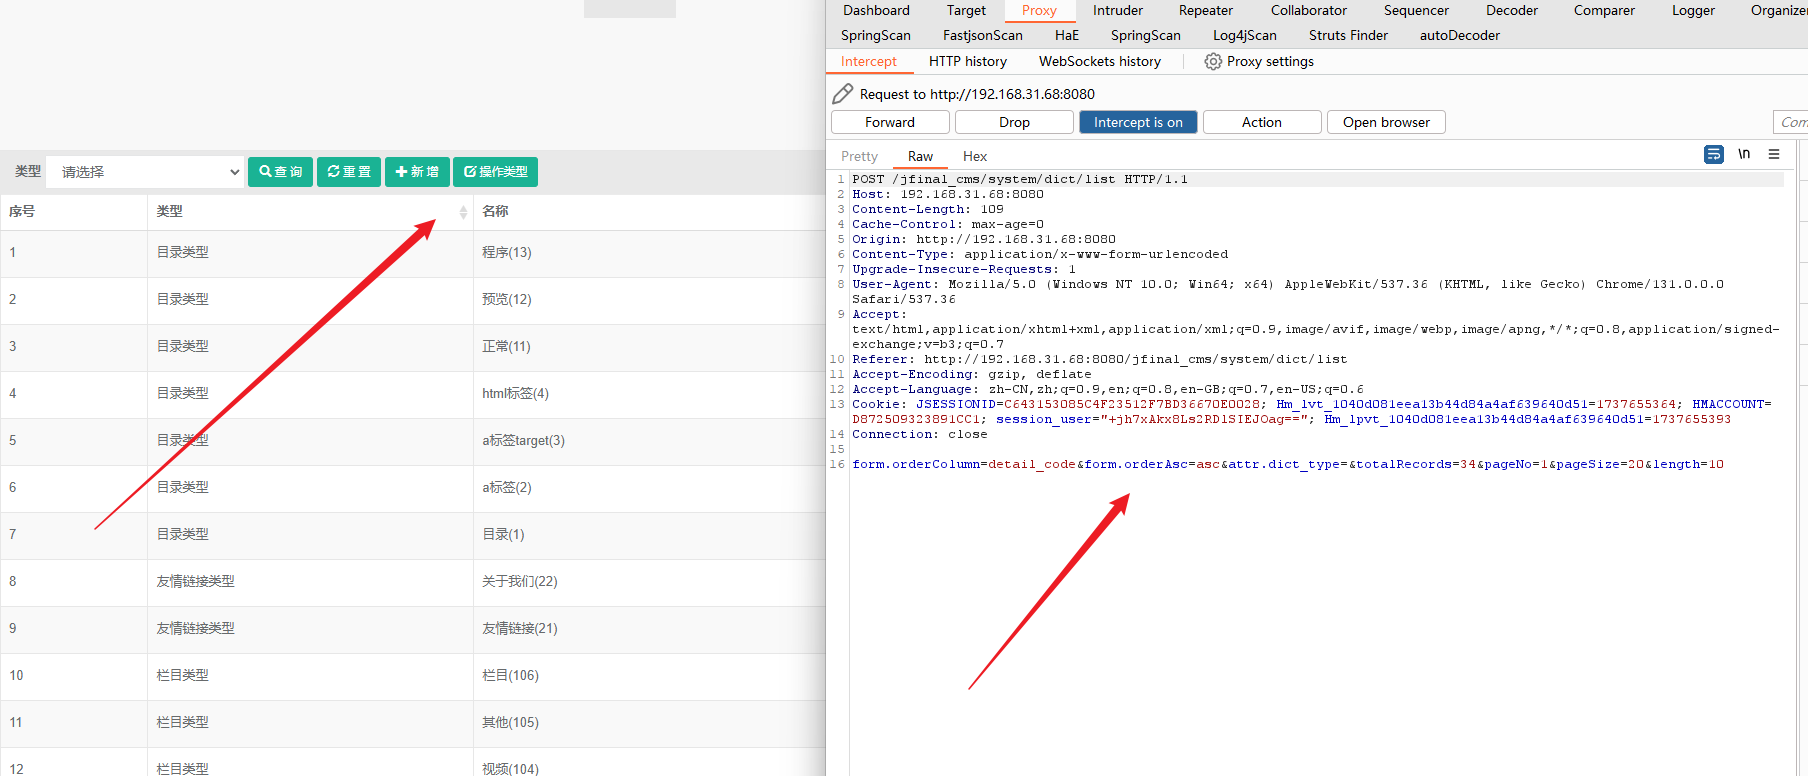 类型 请选择 查询 重置 新增 操作类型
序号 类型 名称
1 目录类型 程序(13)
2 目录类型 预览(12)
3 目录类型 正常(11)
4 目录类型 html标签(4)
5 目录类型 a标签target(3)
6 目录类型 a标签(2)
7 目录类型 目录(1)
8 友情链接类型 关于我们(22)
9 友情链接类型 友情链接(21)
10 栏目类型 栏目(106)
11 栏目类型 其他(105)
12 栏目类型 视频(104)
Dashboard Target Proxy Intruder Repeater Collaborator Sequencer Decoder Comparer Logger Organizer
SpringScan FastjsonScan HaE SpringScan Log4jScan Struts Finder autoDecoder
Intercept HTTP history WebSockets history Proxy settings
Request to http://192.168.31.68:8080
Forward Drop Intercept is on Action Open browser Com
Pretty Raw Hex \n
1 POST /jfinal_cms/system/dict/list HTTP/1.1
2 Host: 192.168.31.68:8080
3 Content-Length: 109
4 Cache-Control: max-age=0
5 Origin: http://192.168.31.68:8080
6 Content-Type: application/x-www-form-urlencoded
7 Upgrade-Insecure-Requests: 1
8 User-Agent: Mozilla/5.0 (Windows NT 10.0; Win64; x64) AppleWebKit/537.36 (KHTML, like Gecko) Chrome/131.0.0.0
Safari/537.36
9 Accept:
text/html,application/xhtml+xml,application/xml;q=0.9,image/avif,image/webp,image/apng,*/*;q=0.8,application/signed-
exchange;v=b3;q=0.7
10 Referer: http://192.168.31.68:8080/jfinal_cms/system/dict/list
11 Accept-Encoding: gzip, deflate
12 Accept-Language: zh-CN,zh;q=0.9,en;q=0.8,en-GB;q=0.7,en-US;q=0.6
13 Cookie: JSESSIONID=C643153085C4F23512F7BD36670E0028; Hm_lvt_1040d081eea13b44d84a4af639640d51=1737655364; HMACCOUNT=
D872509323891CC1; session_user="+jh7xAkx8Ls2RD1SIEJOag=="; Hm_lpvt_1040d081eea13b44d84a4af639640d51=1737655393
14 Connection: close
15
16 form.orderColumn=detail_code&form.orderAsc=asc&attr.dict_type=&totalRecords=34&pageNo=1&pageSize=20&length=10